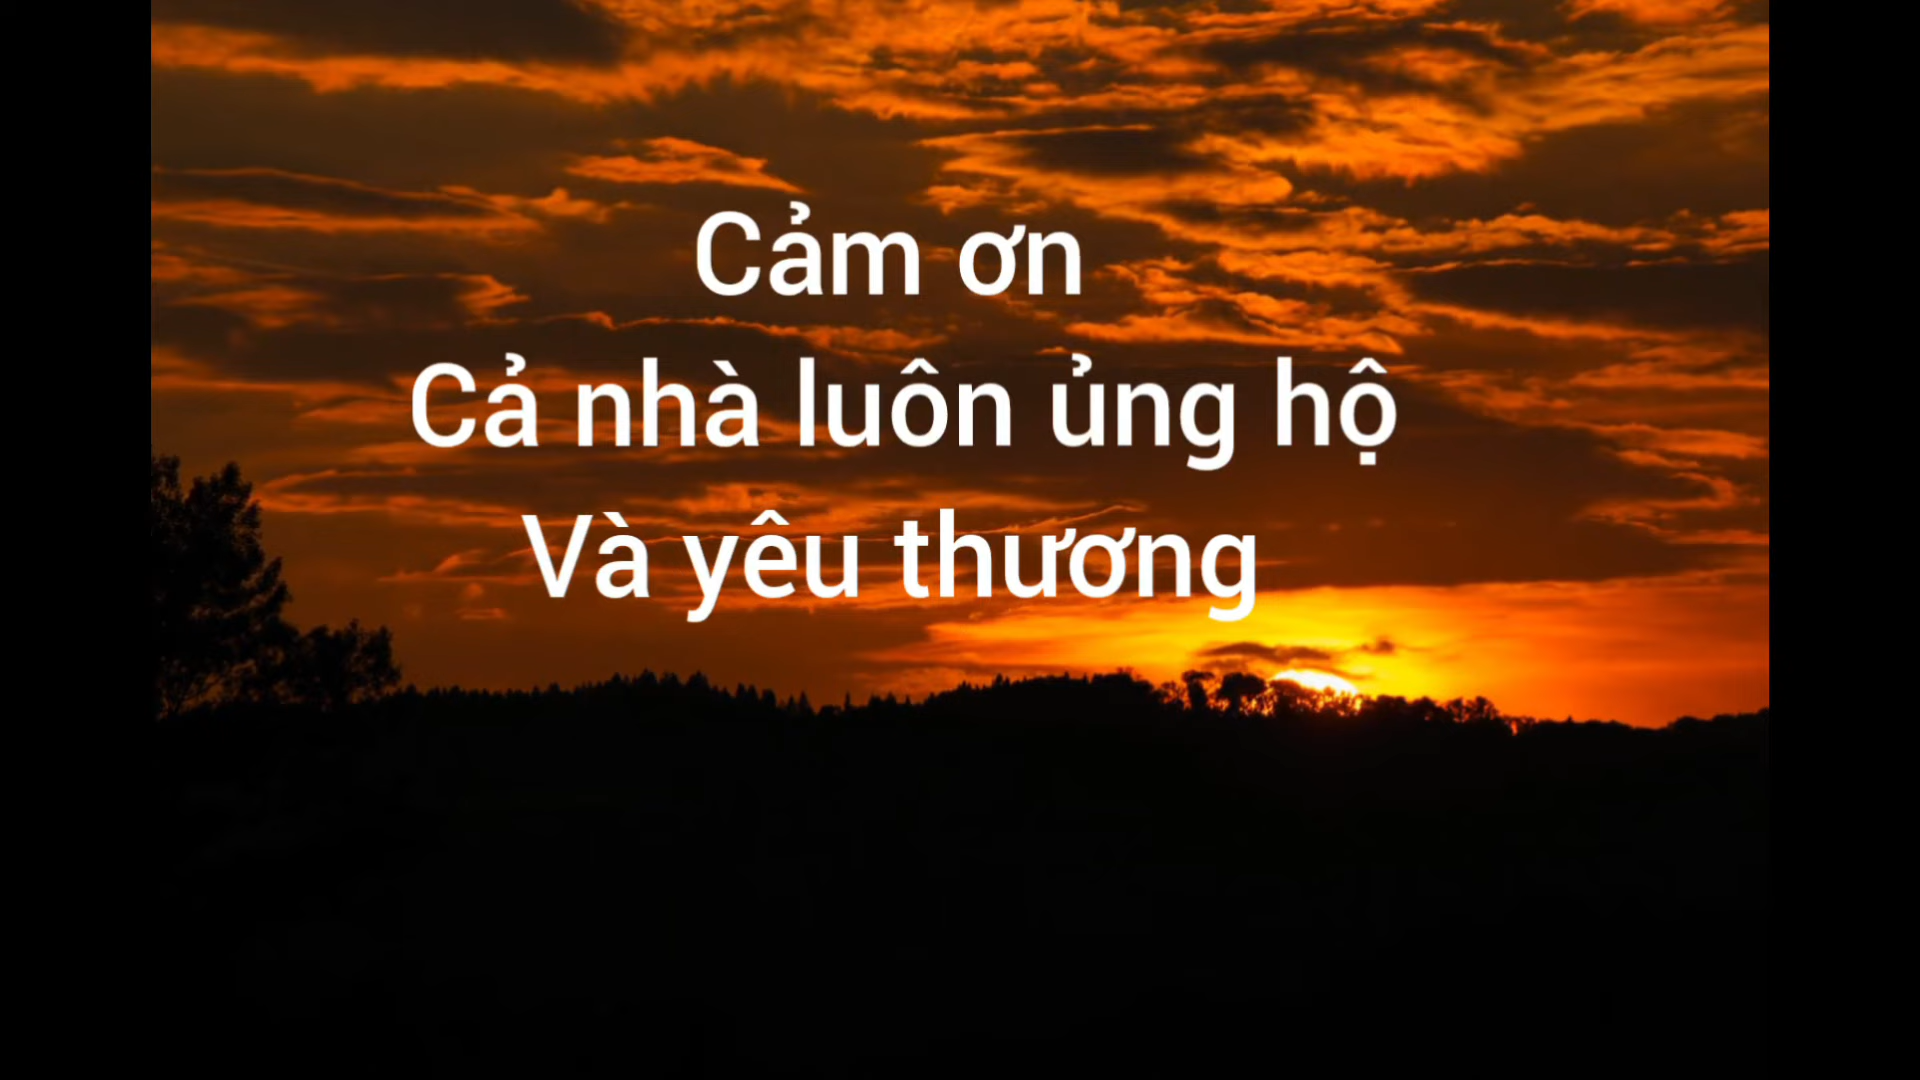 Cảm ơn
Cả nhà luôn ủng hộ
Và yêu thương